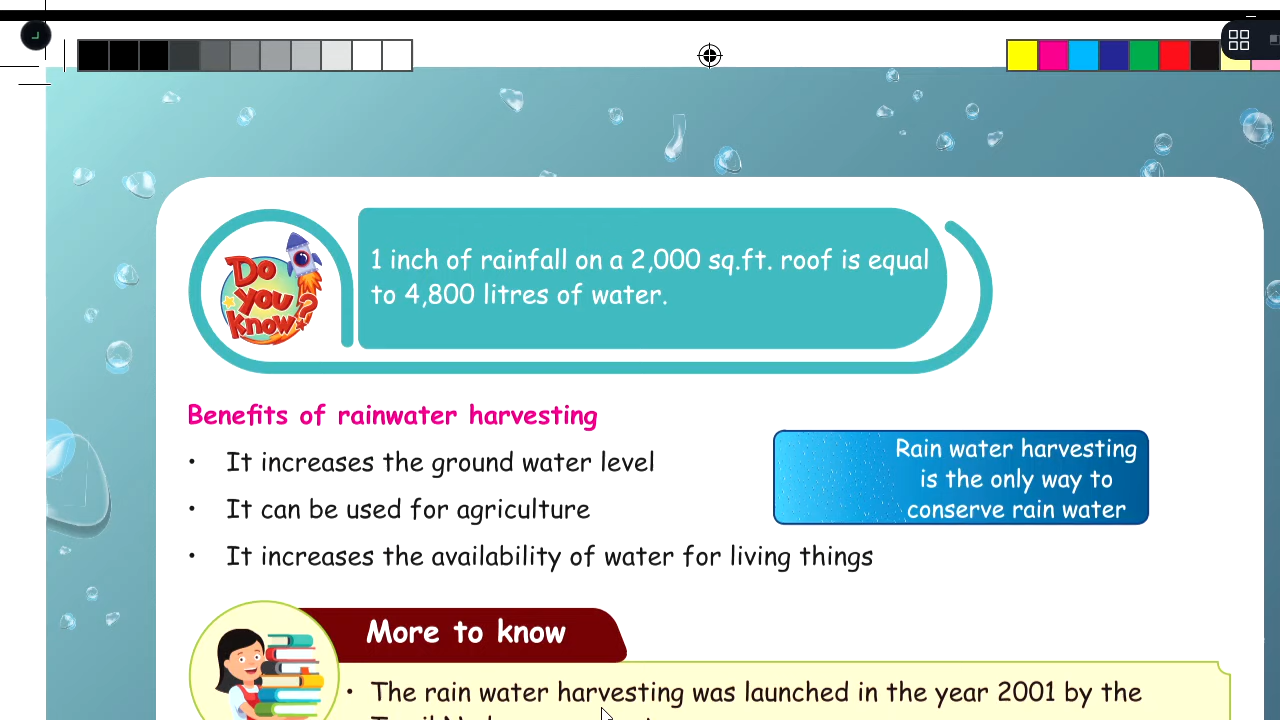 Do
you
know?
1 inch of rainfall on a 2,000 sq.ft. roof is equal
to 4,800 litres of water.
Benefits of rainwater harvesting
• It increases the ground water level
• It can be used for agriculture
• It increases the availability of water for living things
Rain water harvesting
is the only way to
conserve rain water
More to know
• The rain water harvesting was launched in the year 2001 by the